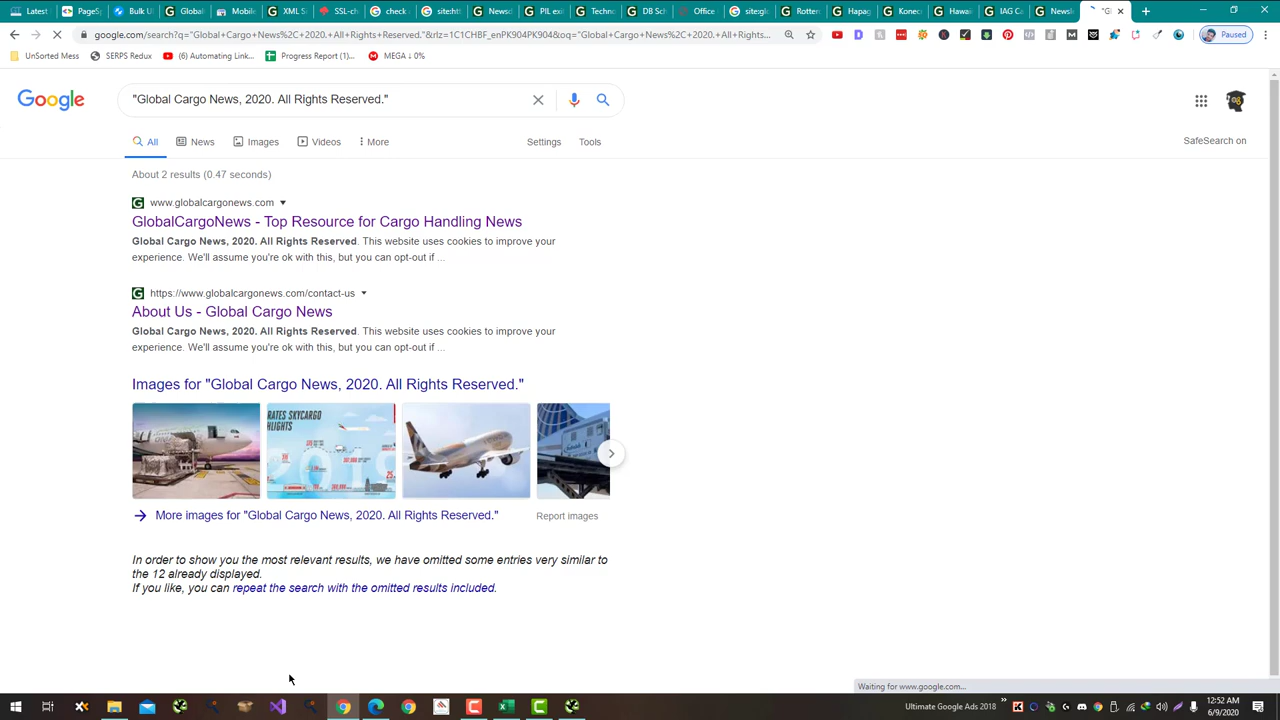 Latest
PageSp
Bulk U
Global
Mobile
XML S
SSL-ch
check
site:htt
Newsd
PIL exi
Techno
DB Sch
Office
site:gle
Rotten
Hapag
Konec
Hawaii
IAG Ca
Newsle
"Gl
google.com/search?q="Global+Cargo+News%2C+2020.+All+Rights+Reserved."&rlz=1C1CHBF_enPK904PK904&oq="Global+Cargo+News%2C+2020.+All+Rights...
Paused
UnSorted Mess
SERPS Redux
(6) Automating Link...
Progress Report (1)...
MEGA ↓ 0%
Google
"Global Cargo News, 2020. All Rights Reserved."
All
News
Images
Videos
More
Settings
Tools
SafeSearch on
About 2 results (0.47 seconds)
www.globalcargonews.com
GlobalCargoNews - Top Resource for Cargo Handling News
Global Cargo News, 2020. All Rights Reserved. This website uses cookies to improve your
experience. We'll assume you're ok with this, but you can opt-out if ...
https://www.globalcargonews.com/contact-us
About Us - Global Cargo News
Global Cargo News, 2020. All Rights Reserved. This website uses cookies to improve your
experience. We'll assume you're ok with this, but you can opt-out if ...
Images for "Global Cargo News, 2020. All Rights Reserved."
RATES SKYCARGO
HLIGHTS
More images for "Global Cargo News, 2020. All Rights Reserved."
Report images
In order to show you the most relevant results, we have omitted some entries very similar to
the 12 already displayed.
If you like, you can repeat the search with the omitted results included.
Waiting for www.google.com...
Ultimate Google Ads 2018
12:52 AM
6/9/2020